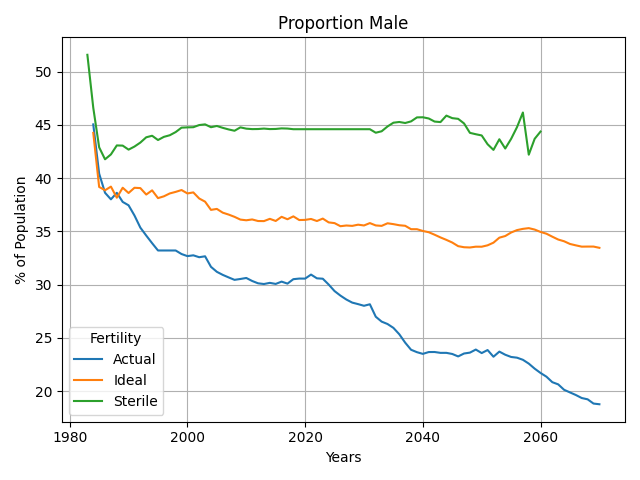 Proportion Male
% of Population
50
45
40
35
30
25
20
Fertility
Actual
Ideal
Sterile
1980
2000
2020
2040
2060
Years